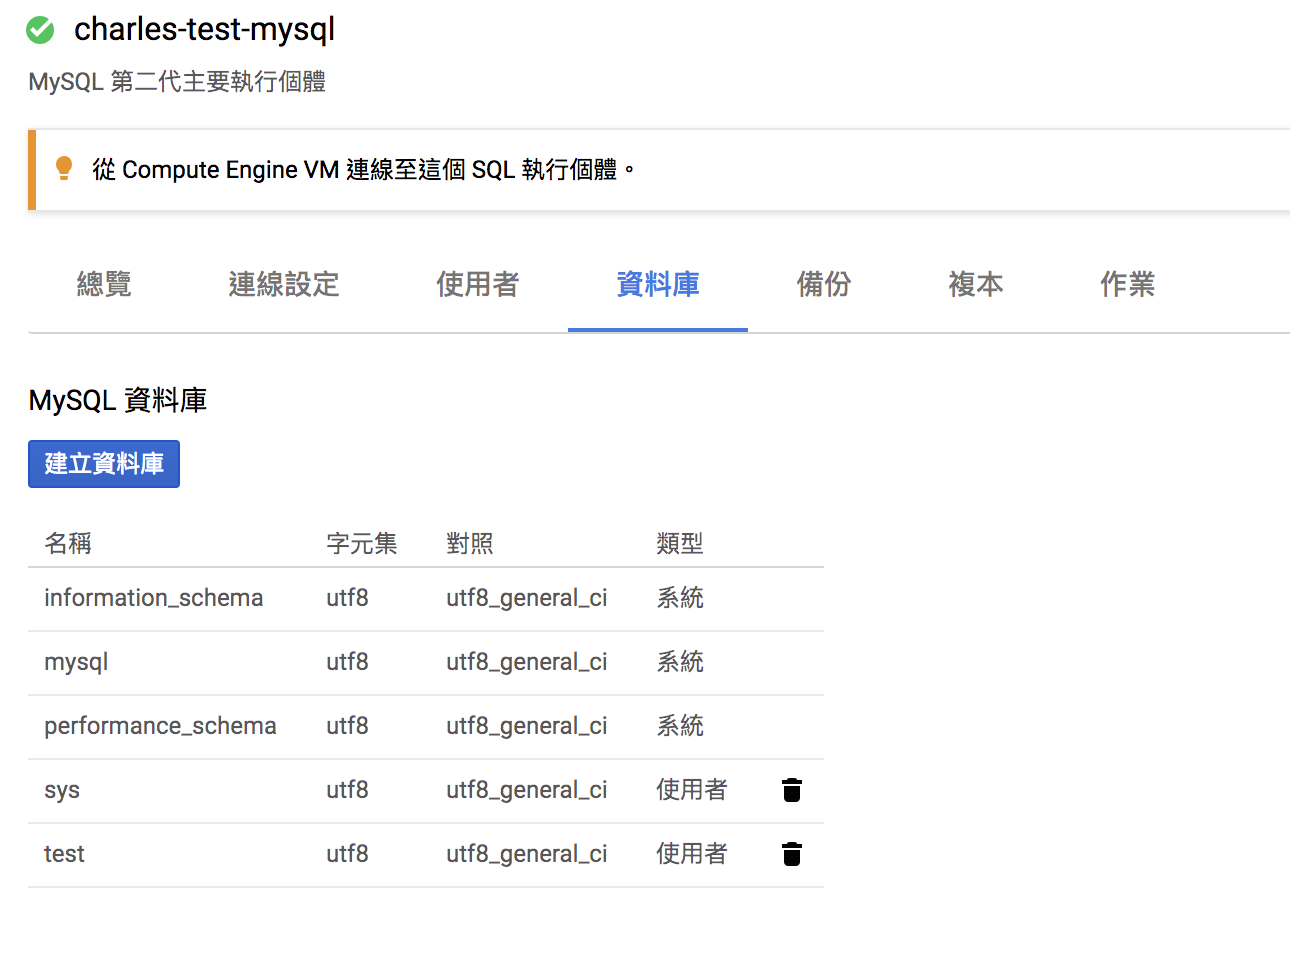 charles-test-mysql
MySQL 第二代主要執行個體
從 Compute Engine VM 連線至這個 SQL 執行個體。
總覽 連線設定 使用者 資料庫 備份 複本 作業
MySQL 資料庫
建立資料庫
名稱 字元集 對照 類型
information_schema utf8 utf8_general_ci 系統
mysql utf8 utf8_general_ci 系統
performance_schema utf8 utf8_general_ci 系統
sys utf8 utf8_general_ci 使用者
test utf8 utf8_general_ci 使用者